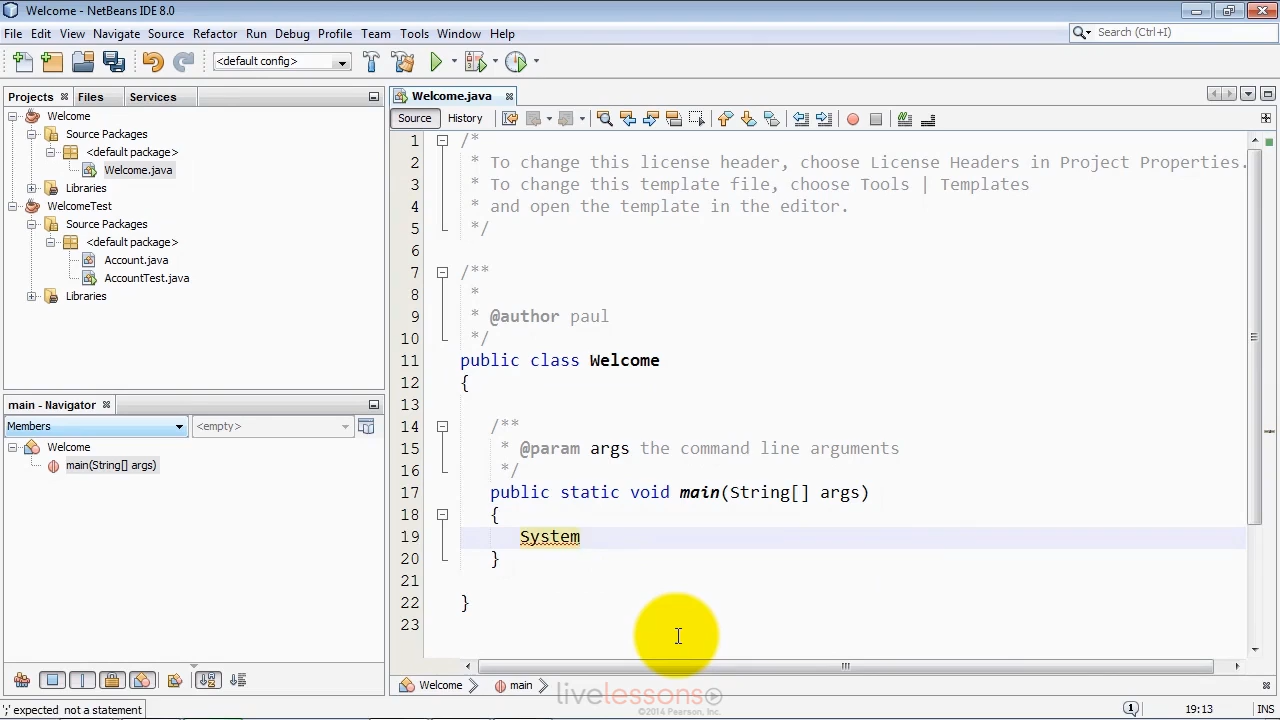 Welcome - NetBeans IDE 8.0
File Edit View Navigate Source Refactor Run Debug Profile Team Tools Window Help
Search (Ctrl+I)
<default config>
Projects Files Services
Welcome
Source Packages
<default package>
Welcome.java
Libraries
WelcomeTest
Source Packages
<default package>
Account.java
AccountTest.java
Libraries
main - Navigator
Members <empty>
Welcome
main(String[] args)
Welcome.java
Source History
1 /*
2 * To change this license header, choose License Headers in Project Properties.
3 * To change this template file, choose Tools | Templates
4 * and open the template in the editor.
5 */
6
7 /**
8 *
9 * @author paul
10 */
11 public class Welcome
12 {
13
14 /**
15 * @param args the command line arguments
16 */
17 public static void main(String[] args)
18 {
19 System
20 }
21
22 }
23
Welcome main
livelessons
©2014 Pearson, Inc.
';' expected not a statement
1 19:13 INS